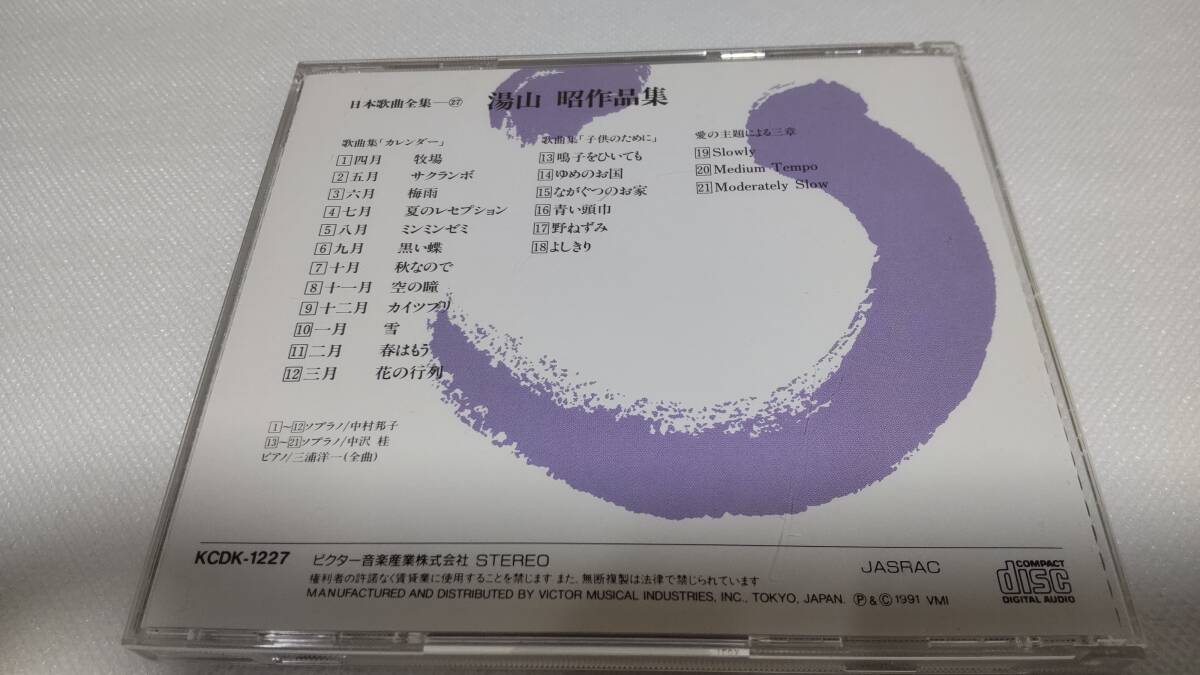 日本歌曲全集—㉗ 湯山 昭作品集
歌曲集「カレンダー」
1 四月 牧場
2 五月 サクランボ
3 六月 梅雨
4 七月 夏のレセプション
5 八月 ミンミンゼミ
6 九月 黒い蝶
7 十月 秋なので
8 十一月 空の瞳
9 十二月 カイツブリ
10 一月 雪
11 二月 春はもう
12 三月 花の行列
歌曲集「子供のために」
13 鳴子をひいても
14 ゆめのお国
15 ながぐつのお家
16 青い頭巾
17 野ねずみ
18 よしきり
愛の主題による三章
19 Slowly
20 Medium Tempo
21 Moderately Slow
1〜12 ソプラノ/中村邦子
13〜21 ソプラノ/中沢 桂
ピアノ/三浦洋一(全曲)
KCDK-1227 ビクター音楽産業株式会社 STEREO
権利者の許諾なく賃貸業に使用することを禁じます また、無断複製は法律で禁じられています
MANUFACTURED AND DISTRIBUTED BY VICTOR MUSICAL INDUSTRIES, INC., TOKYO, JAPAN. Ⓟ & Ⓒ 1991 VMI
JASRAC
COMPACT
disc
DIGITAL AUDIO